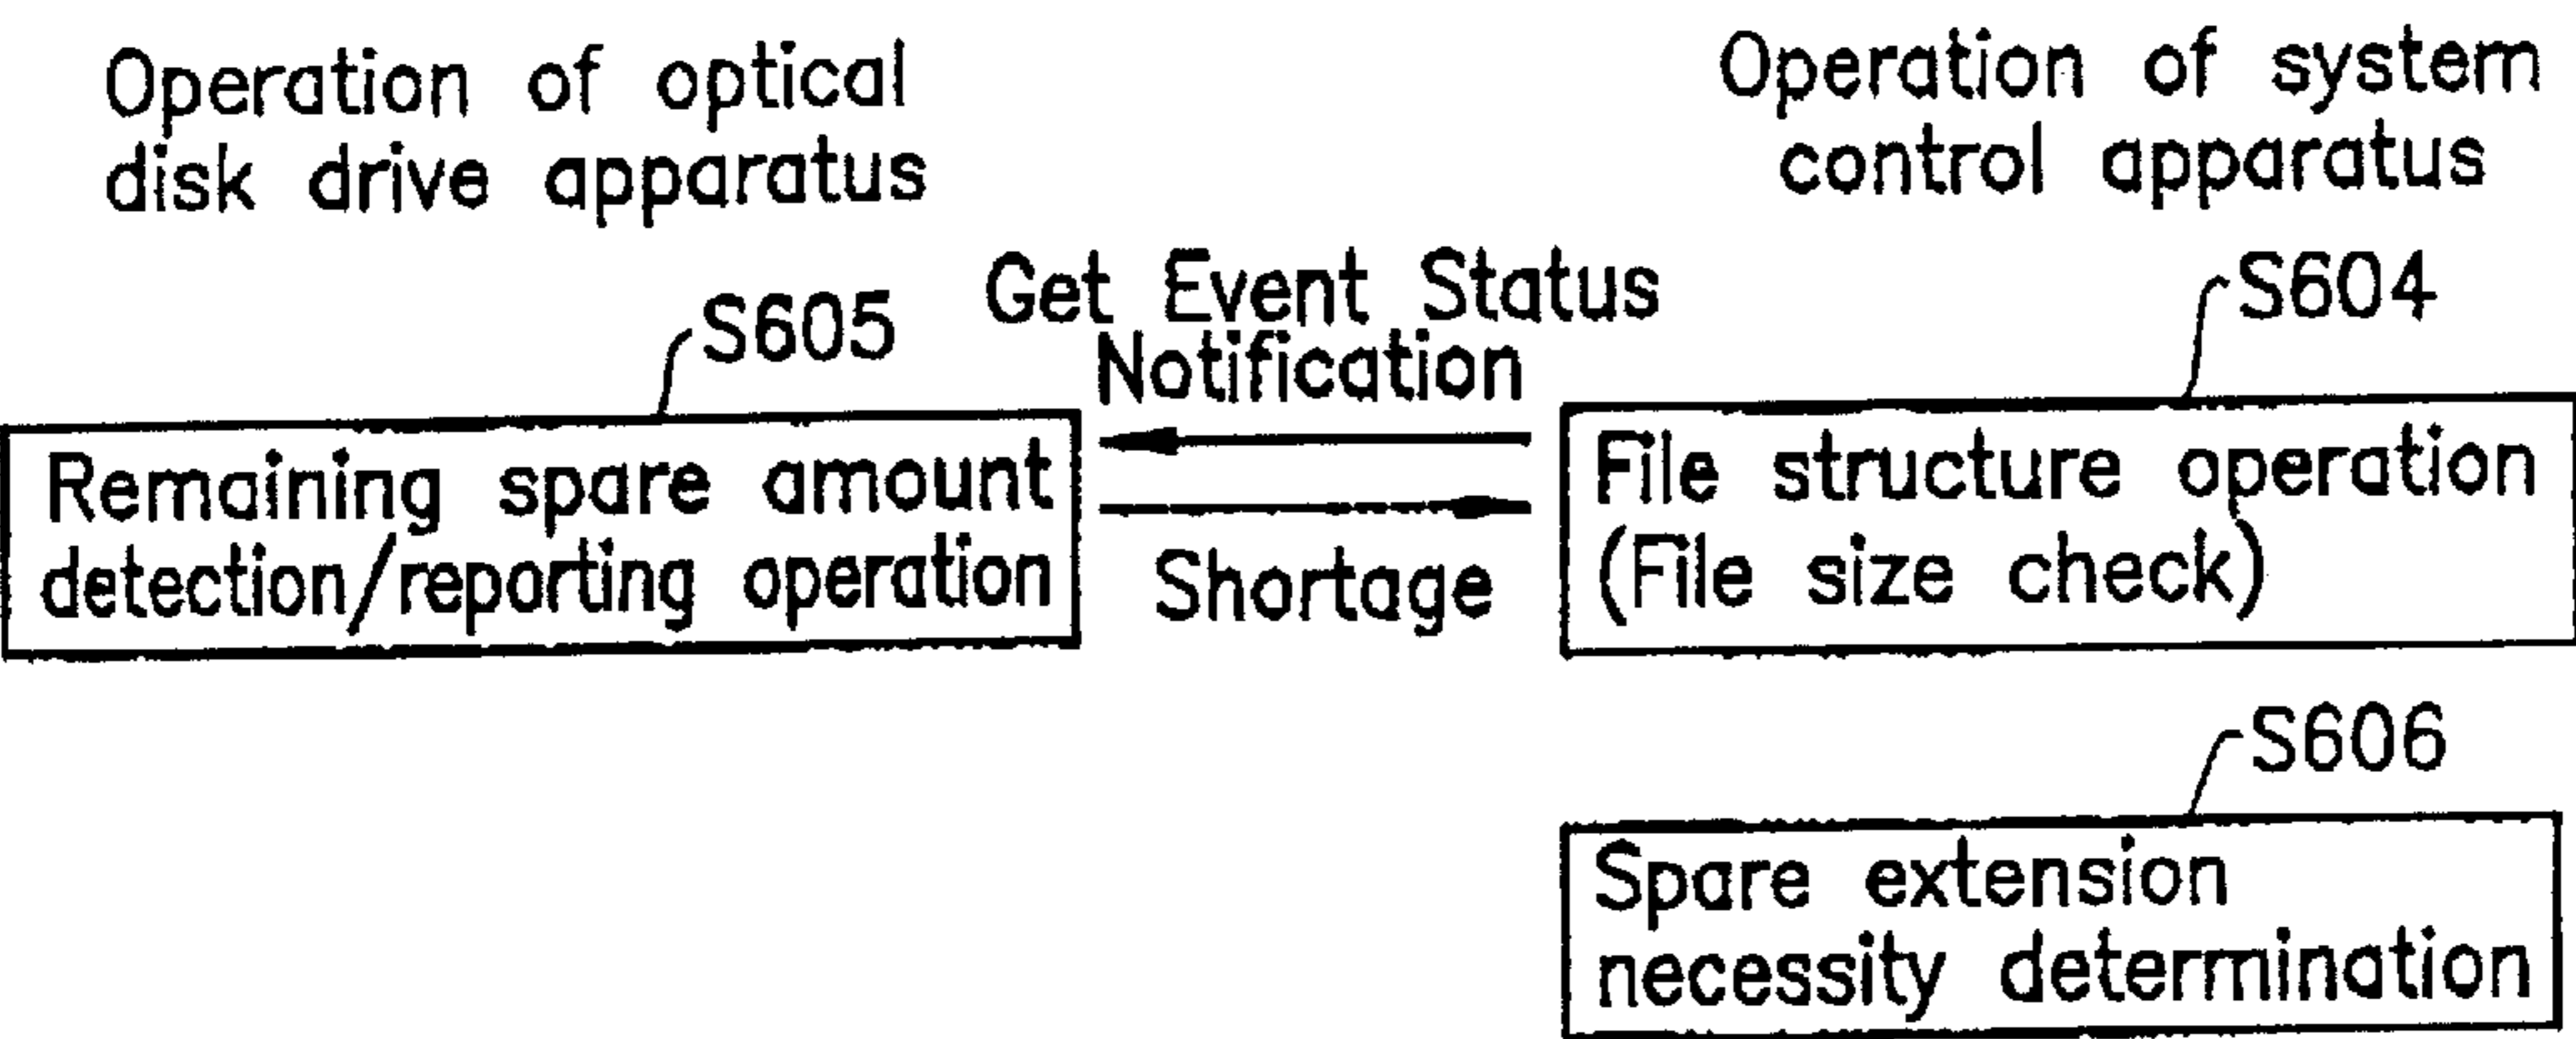 Operation of optical
disk drive apparatus
Operation of system
control apparatus
S605
Get Event Status
Notification
S604
Remaining spare amount
detection/reporting operation
Shortage
File structure operation
(File size check)
S606
Spare extension
necessity determination